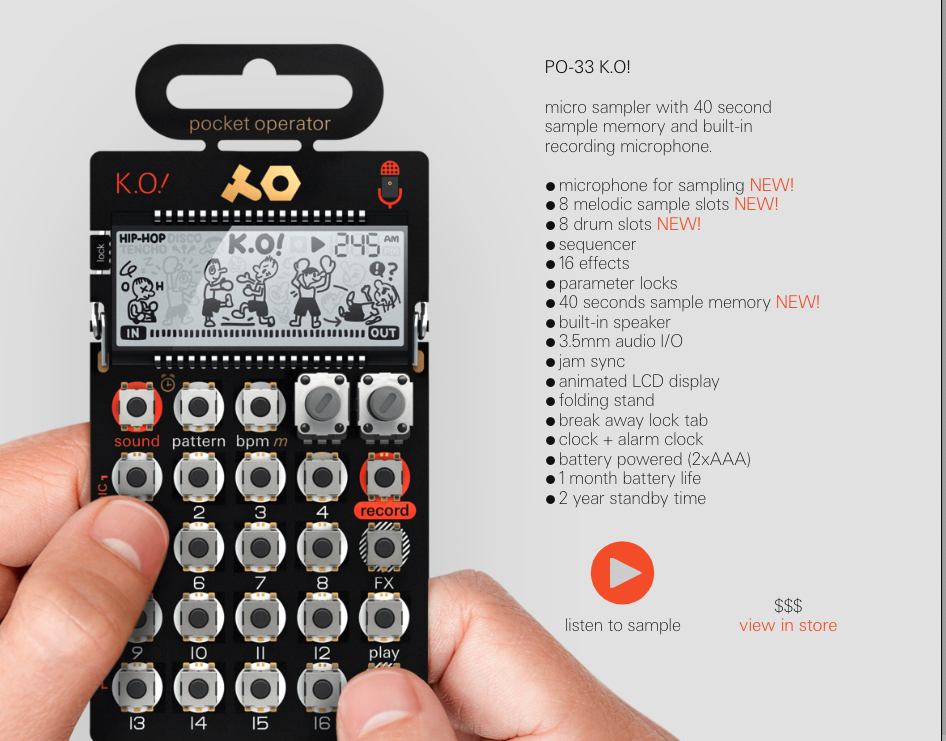 pocket operator
K.O!
lock
HIP-HOP DISCO
TECHNO
K.O!
245 AM
O H
!?
IN
OUT
sound pattern bpm m
2 3 4 record
6 7 8 FX
9 10 11 12 play
13 14 15 16
PO-33 K.O!
micro sampler with 40 second
sample memory and built-in
recording microphone.
● microphone for sampling NEW!
● 8 melodic sample slots NEW!
● 8 drum slots NEW!
● sequencer
● 16 effects
● parameter locks
● 40 seconds sample memory NEW!
● built-in speaker
● 3.5mm audio I/O
● jam sync
● animated LCD display
● folding stand
● break away lock tab
● clock + alarm clock
● battery powered (2xAAA)
● 1 month battery life
● 2 year standby time
listen to sample
$$$
view in store